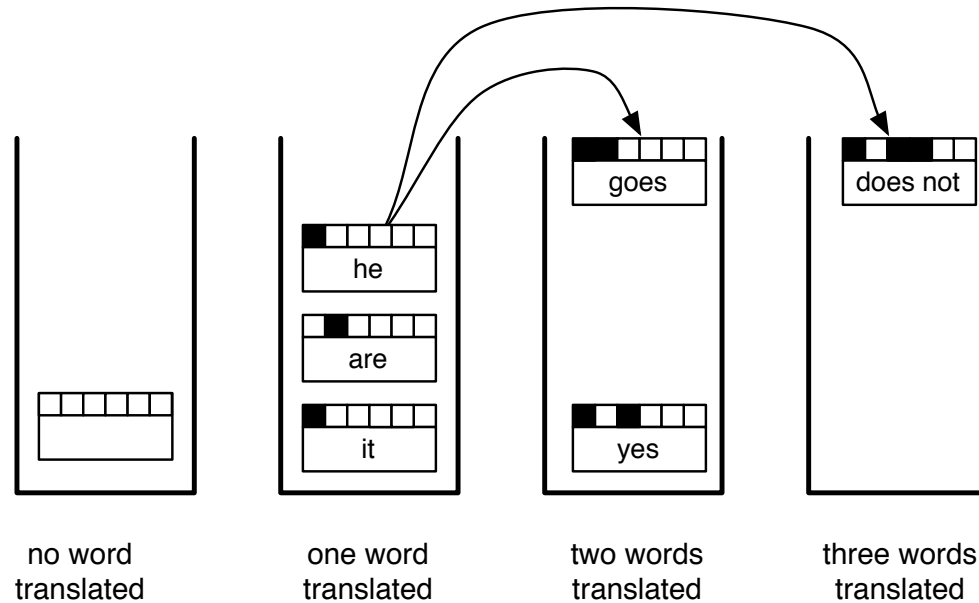 goes
does not
he
are
it
yes
no word
translated
one word
translated
two words
translated
three words
translated